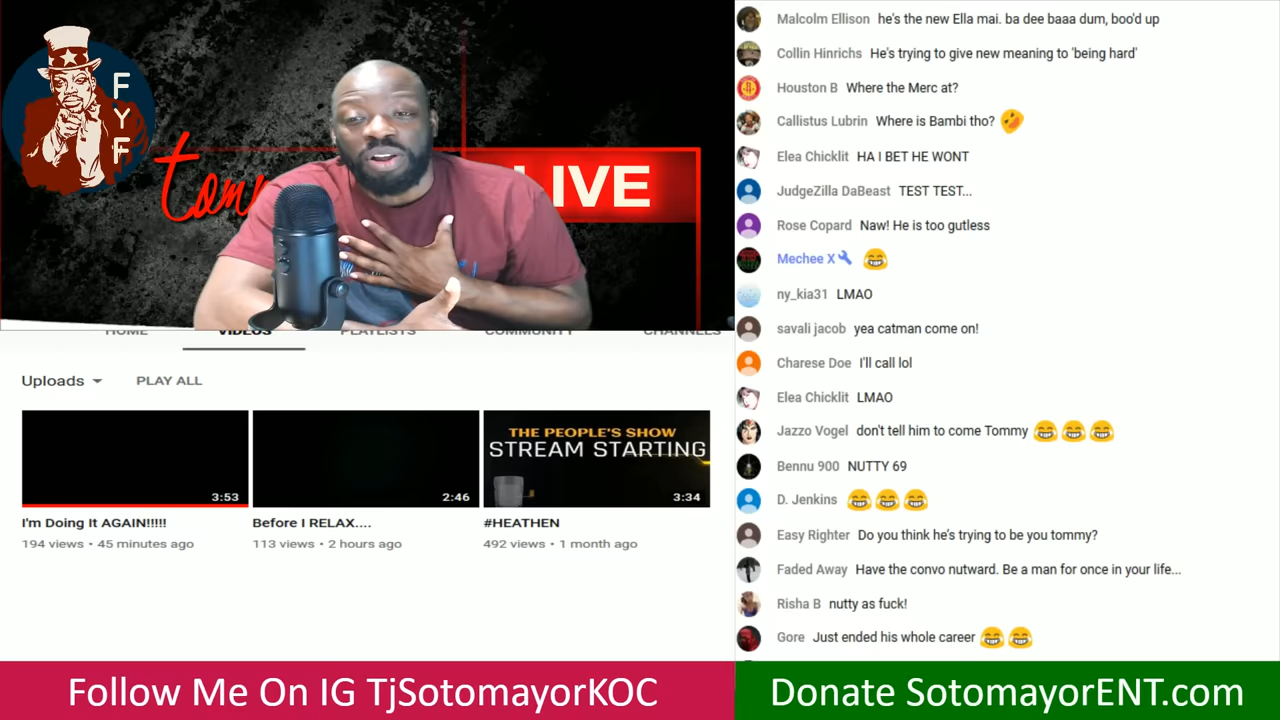 FYF
tom
LIVE
HOME VIDEOS PLAYLISTS COMMUNITY CHANNELS
Uploads PLAY ALL
THE PEOPLE'S SHOW
STREAM STARTING
3:53 2:46 3:34
I'm Doing It AGAIN!!!!! Before I RELAX.... #HEATHEN
194 views • 45 minutes ago 113 views • 2 hours ago 492 views • 1 month ago
Malcolm Ellison he's the new Ella mai. ba dee baaa dum, boo'd up
Collin Hinrichs He's trying to give new meaning to 'being hard'
Houston B Where the Merc at?
Callistus Lubrin Where is Bambi tho?
Elea Chicklit HA I BET HE WONT
JudgeZilla DaBeast TEST TEST...
Rose Copard Naw! He is too gutless
Mechee X
ny_kia31 LMAO
savali jacob yea catman come on!
Charese Doe I'll call lol
Elea Chicklit LMAO
Jazzo Vogel don't tell him to come Tommy
Bennu 900 NUTTY 69
D. Jenkins
Easy Righter Do you think he's trying to be you tommy?
Faded Away Have the convo nutward. Be a man for once in your life...
Risha B nutty as fuck!
Gore Just ended his whole career
Follow Me On IG TjSotomayorKOC
Donate SotomayorENT.com